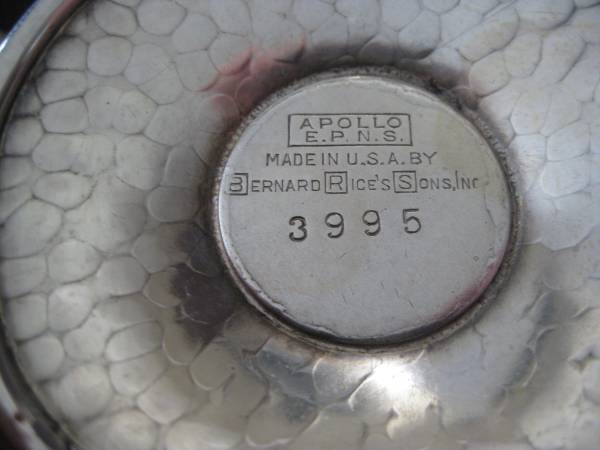 APOLLO
E.P.N.S.
MADE IN U.S.A. BY
BERNARD RICE'S SONS, INC
3995